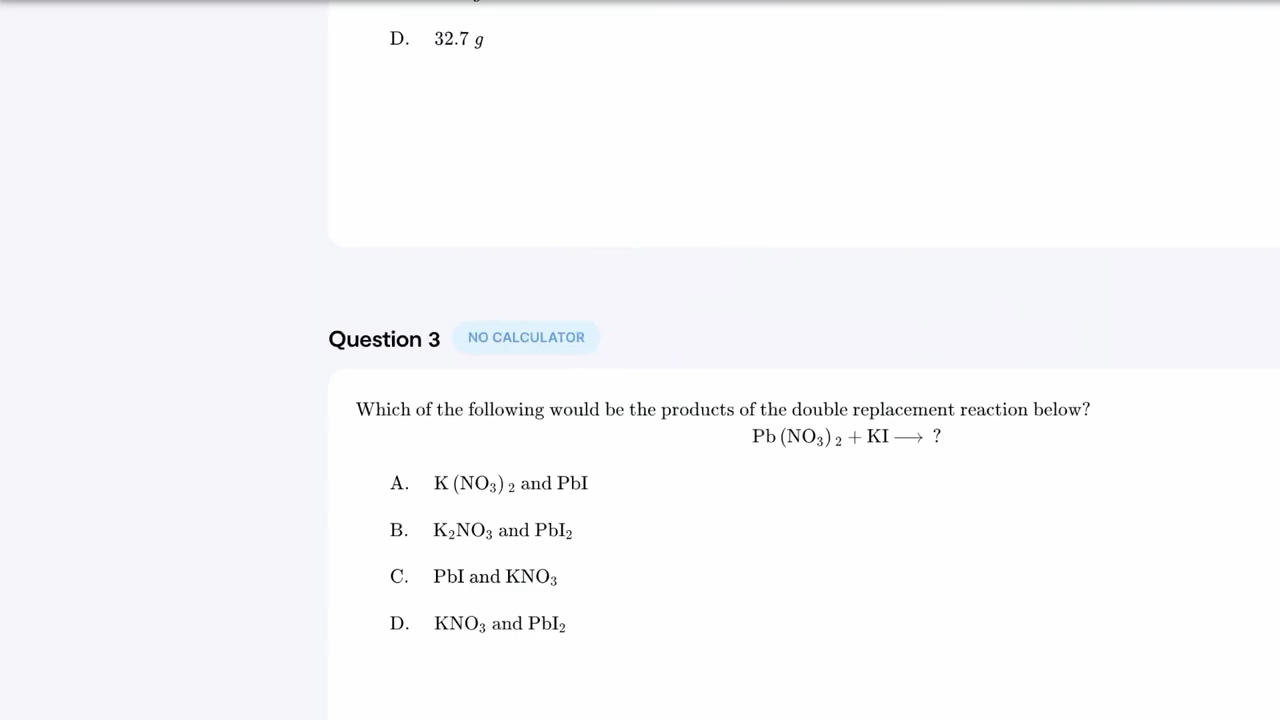 D. 32.7 g
Question 3 NO CALCULATOR
Which of the following would be the products of the double replacement reaction below?
Pb (NO₃) ₂ + KI ⟶ ?
A. K (NO₃) ₂ and PbI
B. K₂NO₃ and PbI₂
C. PbI and KNO₃
D. KNO₃ and PbI₂